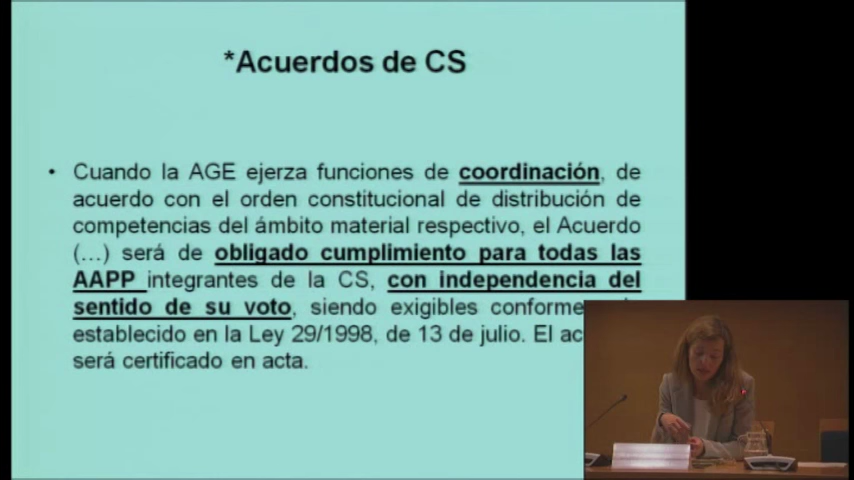 *Acuerdos de CS
• Cuando la AGE ejerza funciones de coordinación, de
acuerdo con el orden constitucional de distribución de
competencias del ámbito material respectivo, el Acuerdo
(...) será de obligado cumplimiento para todas las
AAPP integrantes de la CS, con independencia del
sentido de su voto, siendo exigibles conforme
establecido en la Ley 29/1998, de 13 de julio. El
será certificado en acta.